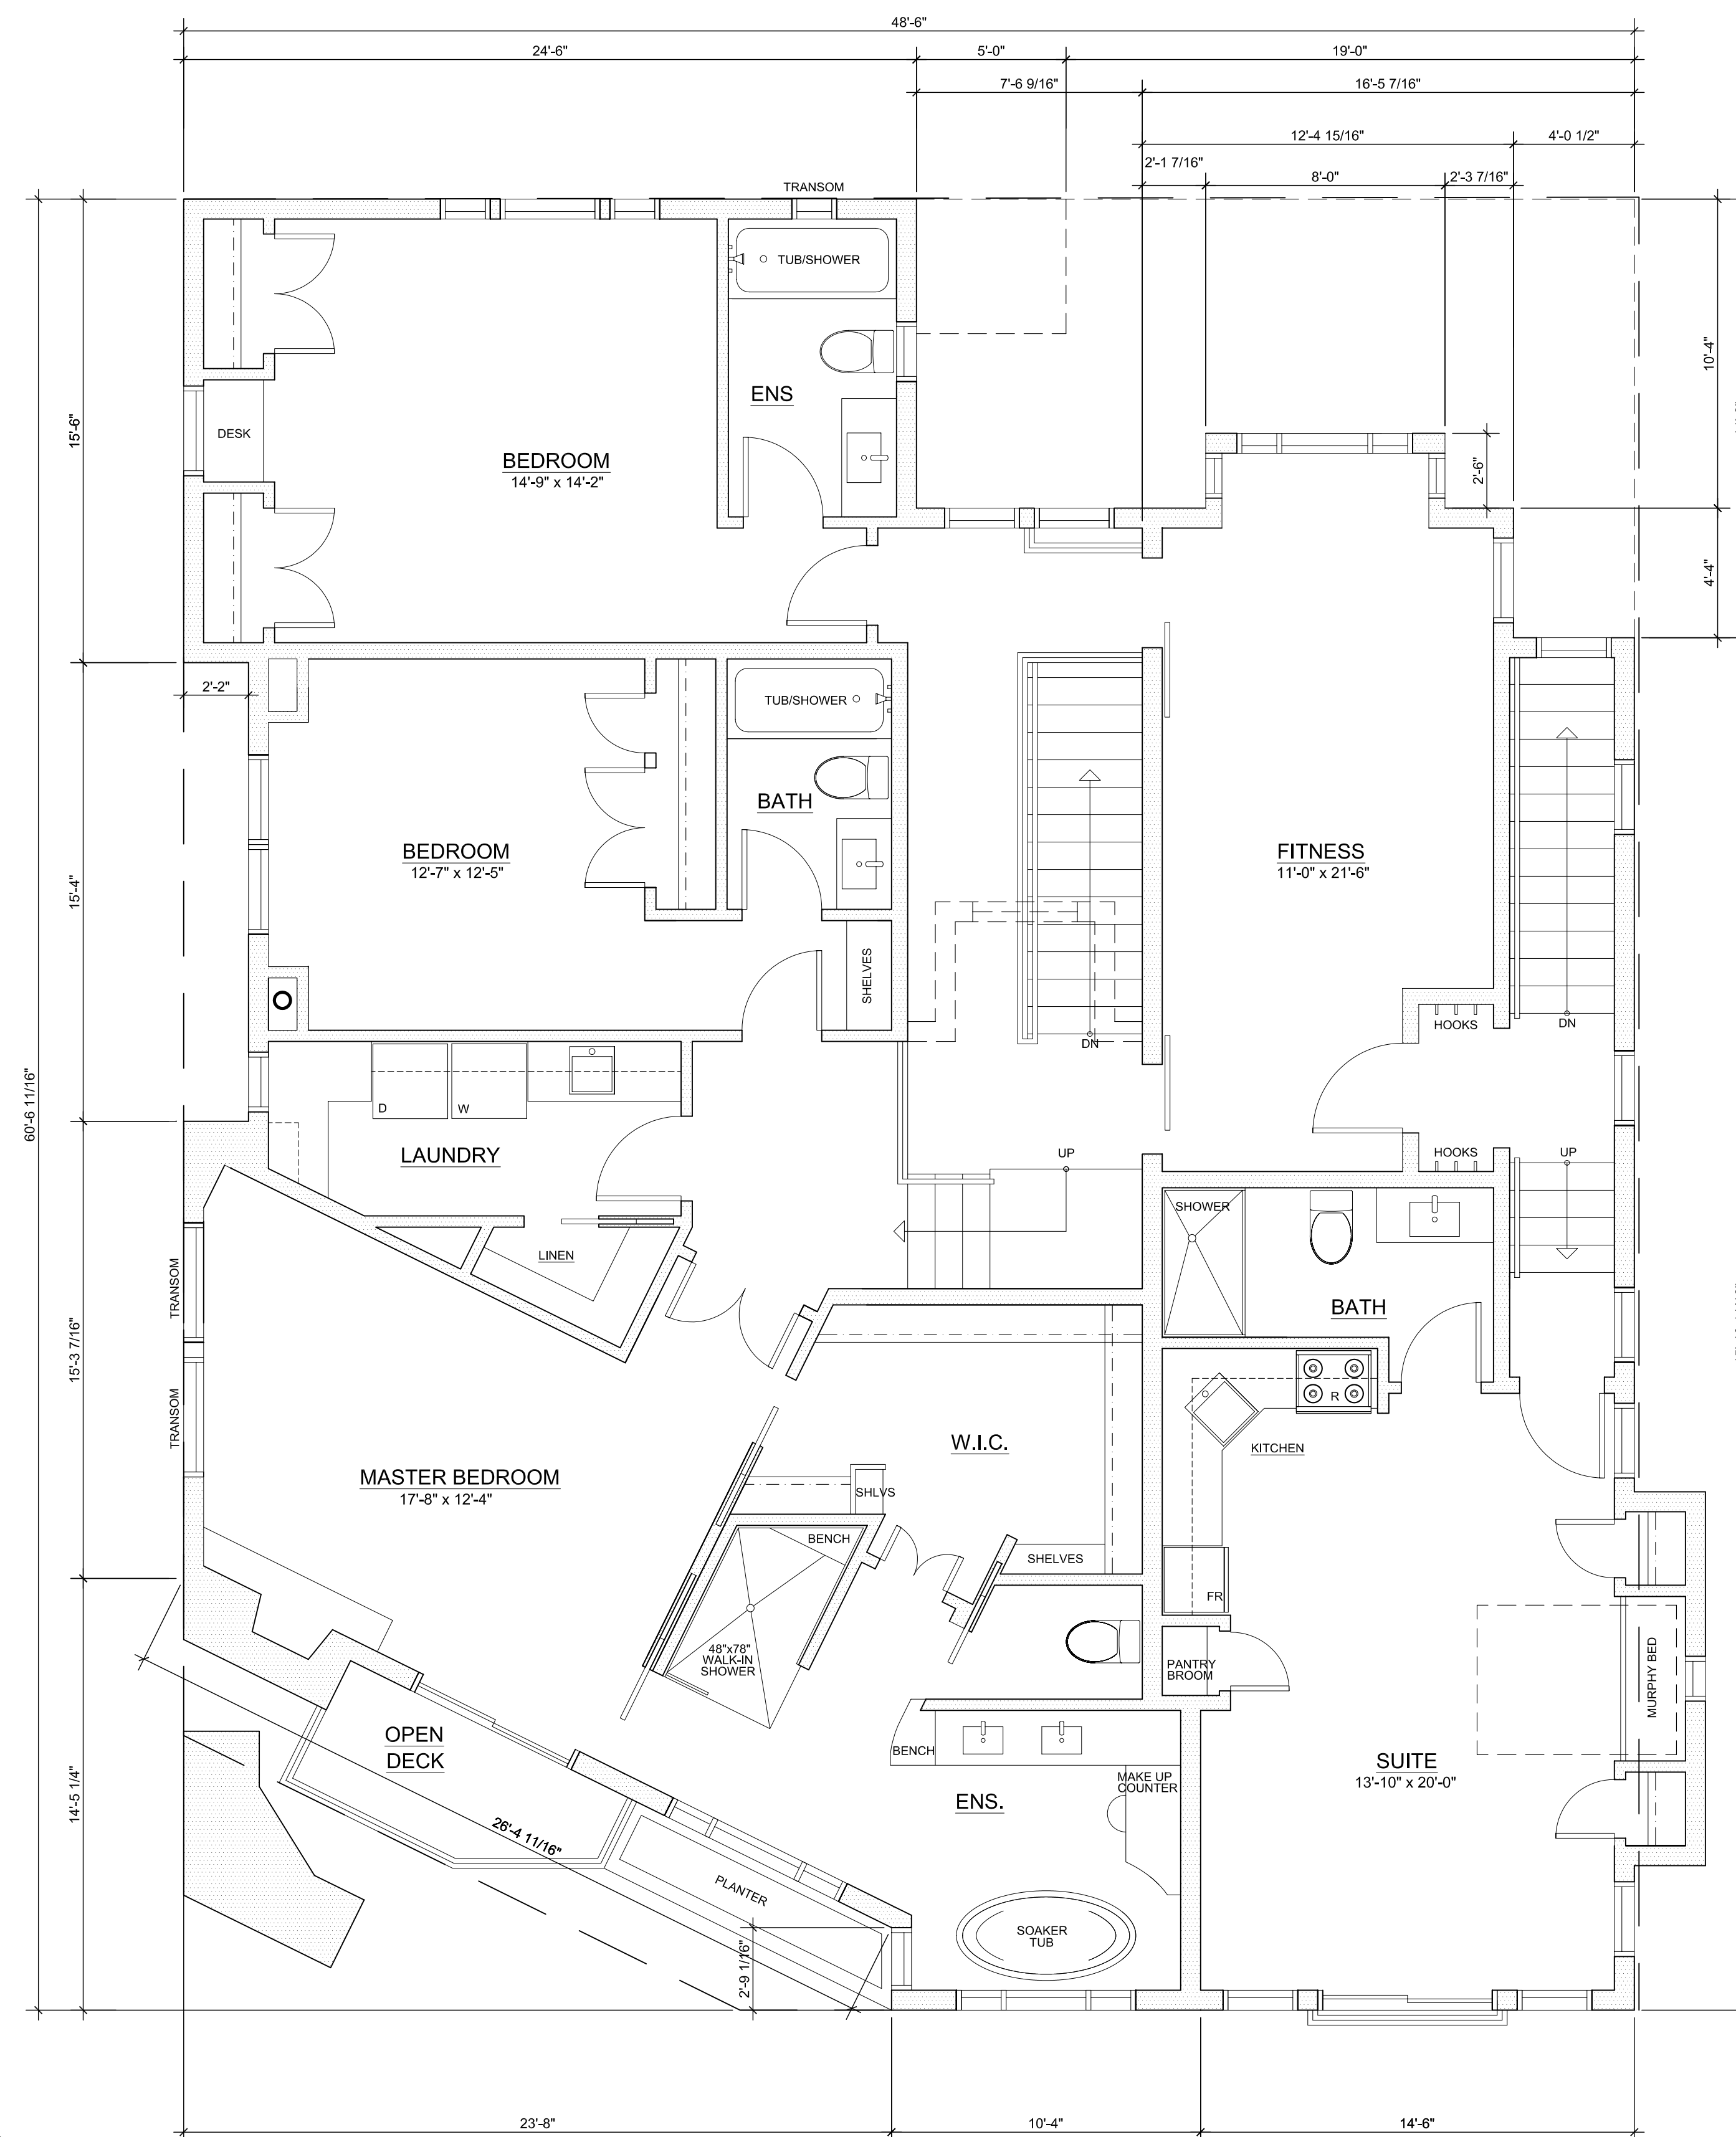 48'-6"
24'-6"
5'-0"
19'-0"
7'-6 9/16"
16'-5 7/16"
12'-4 15/16"
4'-0 1/2"
2'-1 7/16"
8'-0"
2'-3 7/16"
TRANSOM
TUB/SHOWER
10'-4"
ENS
DESK
15'-6"
BEDROOM
14'-9" x 14'-2"
2'-6"
4'-4"
2'-2"
TUB/SHOWER
BATH
BEDROOM
12'-7" x 12'-5"
FITNESS
11'-0" x 21'-6"
15'-4"
SHELVES
HOOKS
DN
DN
60'-6 11/16"
D
W
LAUNDRY
UP
HOOKS
UP
LINEN
SHOWER
TRANSOM
BATH
15'-3 7/16"
R
TRANSOM
W.I.C.
KITCHEN
MASTER BEDROOM
17'-8" x 12'-4"
SHLVS
BENCH
SHELVES
FR
48"x78"
WALK-IN
SHOWER
PANTRY
BROOM
MURPHY BED
OPEN
DECK
BENCH
SUITE
13'-10" x 20'-0"
MAKE UP
COUNTER
14'-5 1/4"
ENS.
26'-4 11/16"
PLANTER
SOAKER
TUB
2'-9 1/16"
23'-8"
10'-4"
14'-6"